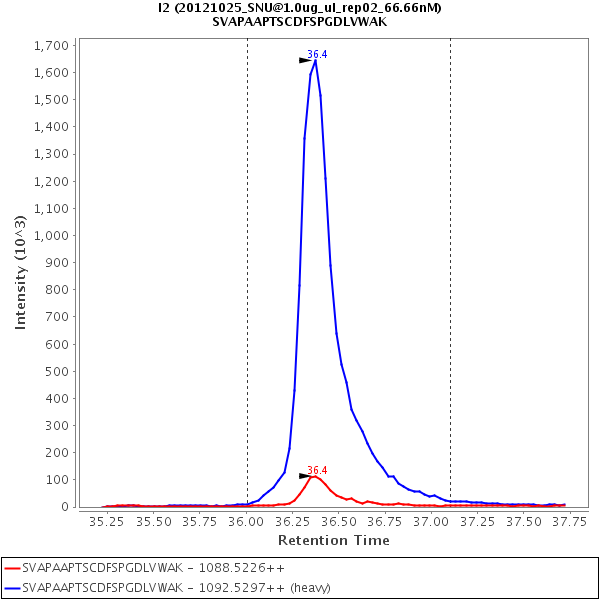 I2 (20121025_SNU@1.0ug_ul_rep02_66.66nM)
SVAPAAPTSCDFSPGDLVWAK
1,700
1,600
1,500
1,400
1,300
1,200
1,100
1,000
900
800
700
600
500
400
300
200
100
0
Intensity (10^3)
36.4
36.4
35.25 35.50 35.75 36.00 36.25 36.50 36.75 37.00 37.25 37.50 37.75
Retention Time
SVAPAAPTSCDFSPGDLVWAK - 1088.5226++
SVAPAAPTSCDFSPGDLVWAK - 1092.5297++ (heavy)